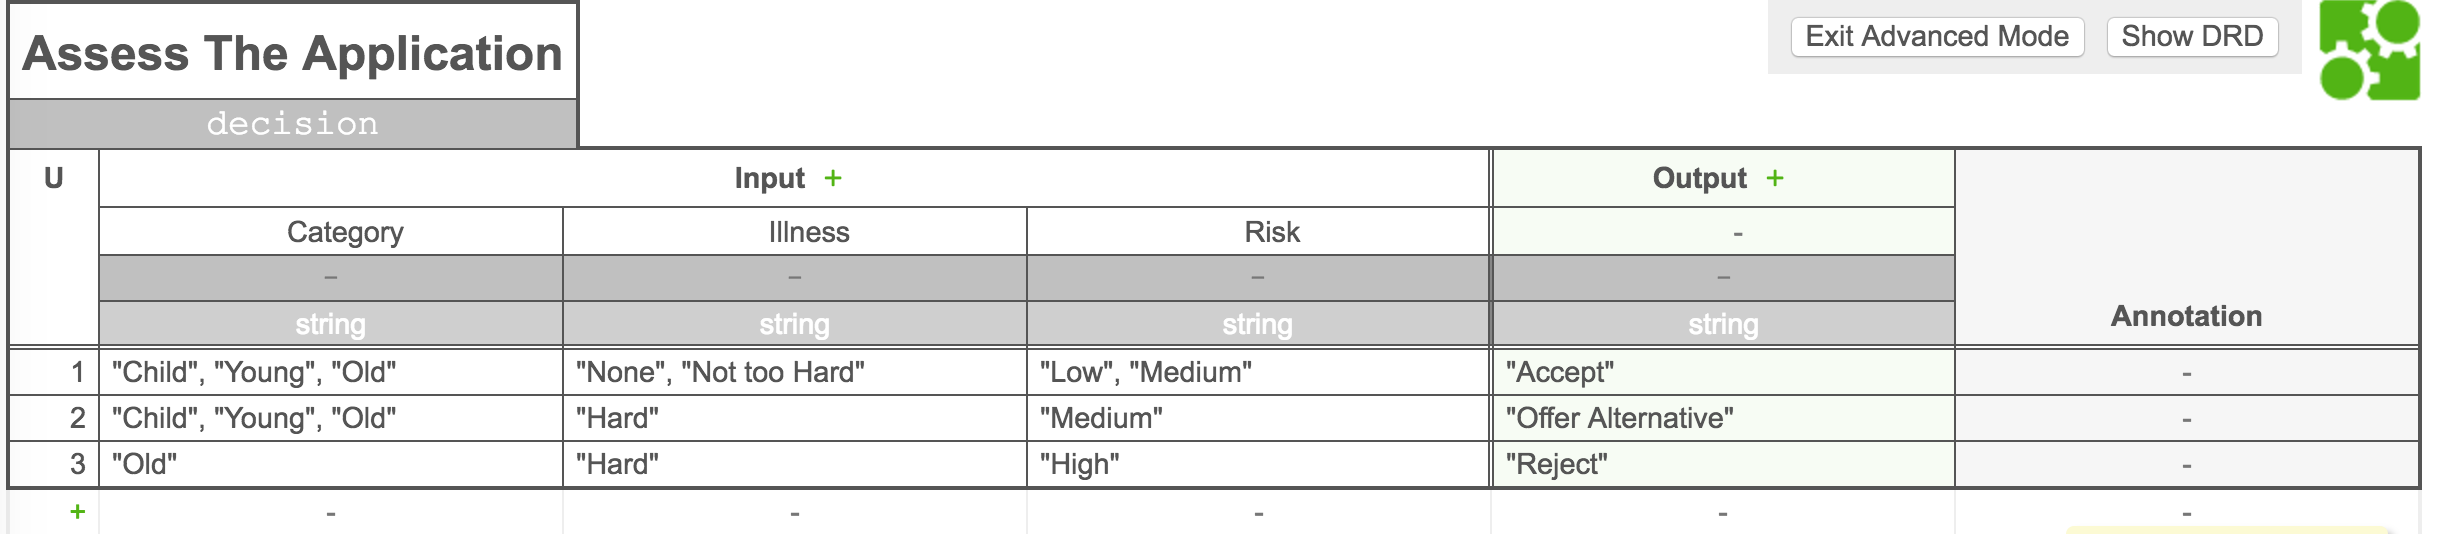 Assess The Application
Exit Advanced Mode Show DRD
decision
U Input + Output +
Category Illness Risk -
- - - -
string string string string Annotation
1 "Child", "Young", "Old" "None", "Not too Hard" "Low", "Medium" "Accept" -
2 "Child", "Young", "Old" "Hard" "Medium" "Offer Alternative" -
3 "Old" "Hard" "High" "Reject" -
+ - - - - -